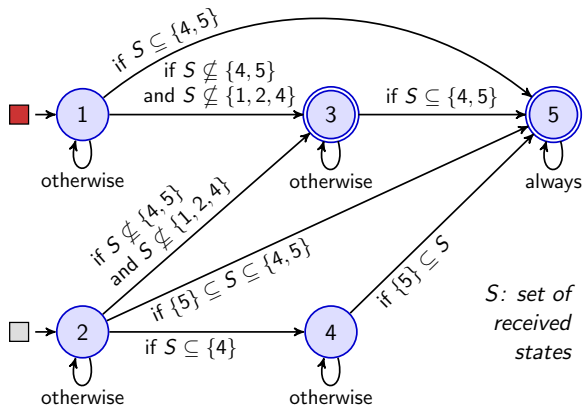 if S ⊆ {4, 5}
if S ⊈ {4, 5}
and S ⊈ {1, 2, 4}
if S ⊆ {4, 5}
1
3
5
otherwise
otherwise
always
if S ⊈ {4, 5}
and S ⊈ {1, 2, 4}
if {5} ⊆ S ⊆ {4, 5}
if {5} ⊆ S
2
4
if S ⊆ {4}
otherwise
otherwise
S: set of
received
states